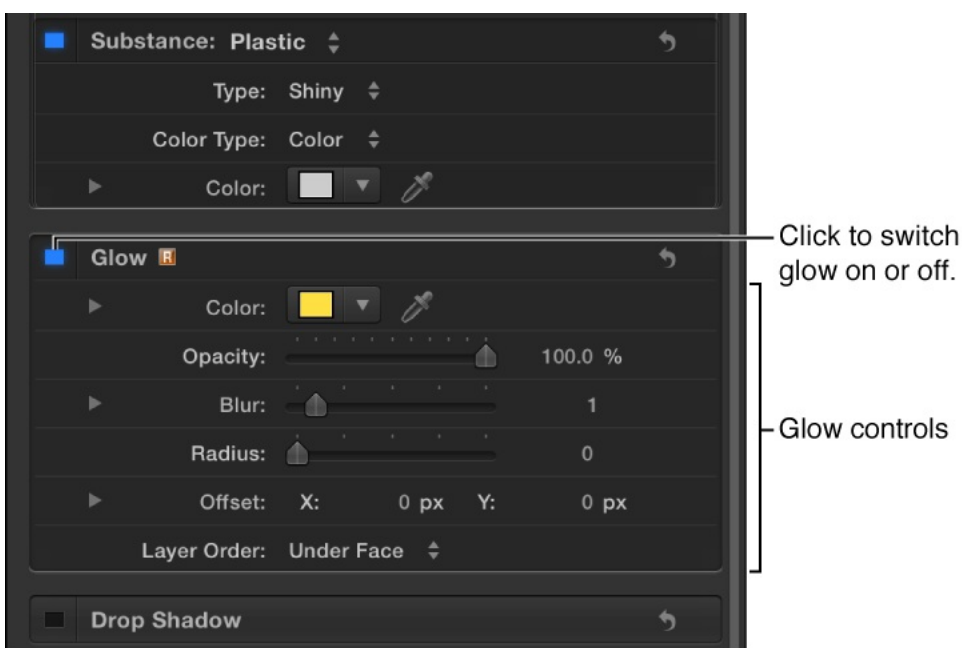 Substance: Plastic
Type: Shiny
Color Type: Color
Color:
Click to switch
glow on or off.
Glow R
Color:
Opacity: 100.0 %
Blur: 1
Radius: 0
Glow controls
Offset: X: 0 px Y: 0 px
Layer Order: Under Face
Drop Shadow